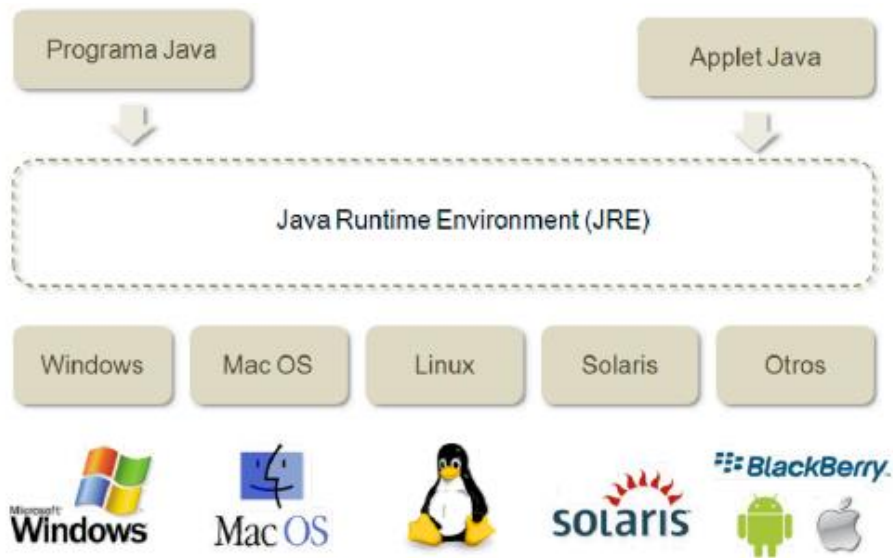 Programa Java
Applet Java
Java Runtime Environment (JRE)
Windows
Mac OS
Linux
Solaris
Otros
BlackBerry.
Microsoft
Windows
Mac OS
solaris